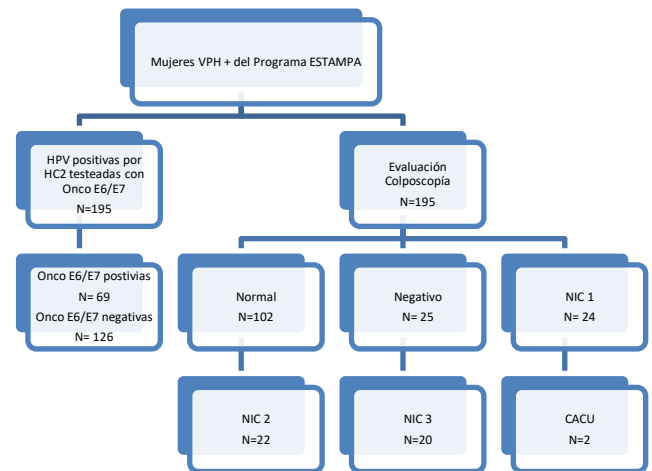 Mujeres VPH + del Programa ESTAMPA
HPV positivas por
HC2 testeadas con
Onco E6/E7
N=195
Evaluación
Colposcopía
N=195
Onco E6/E7 postivias
N= 69
Onco E6/E7 negativas
N= 126
Normal
N=102
Negativo
N= 25
NIC 1
N= 24
NIC 2
N=22
NIC 3
N=20
CACU
N=2